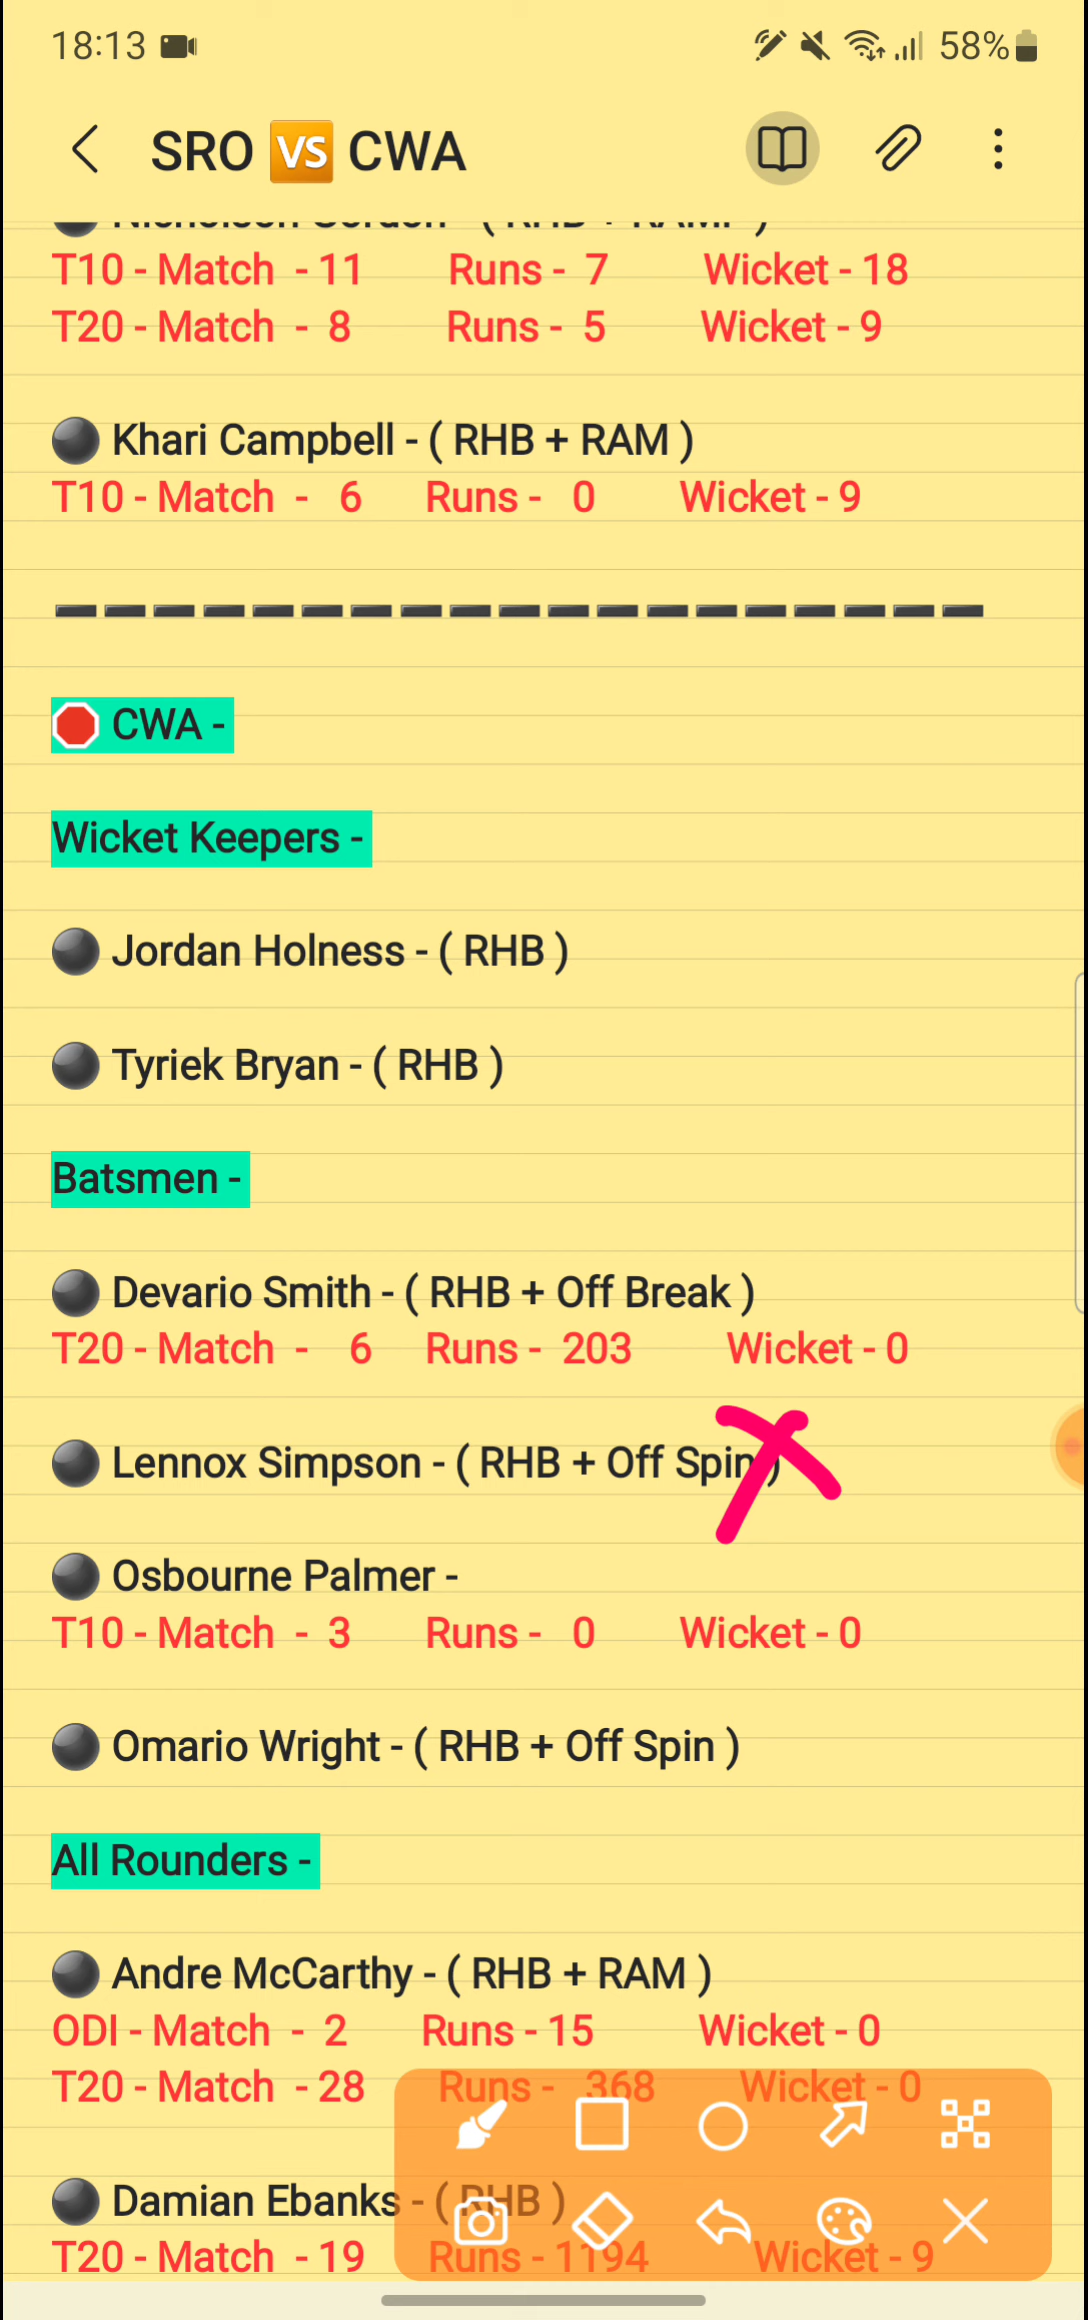 18:13 58%
SRO VS CWA
T10 - Match - 11 Runs - 7 Wicket - 18
T20 - Match - 8 Runs - 5 Wicket - 9
Khari Campbell - ( RHB + RAM )
T10 - Match - 6 Runs - 0 Wicket - 9
CWA -
Wicket Keepers -
Jordan Holness - ( RHB )
Tyriek Bryan - ( RHB )
Batsmen -
Devario Smith - ( RHB + Off Break )
T20 - Match - 6 Runs - 203 Wicket - 0
Lennox Simpson - ( RHB + Off Spin )
Osbourne Palmer -
T10 - Match - 3 Runs - 0 Wicket - 0
Omario Wright - ( RHB + Off Spin )
All Rounders -
Andre McCarthy - ( RHB + RAM )
ODI - Match - 2 Runs - 15 Wicket - 0
T20 - Match - 28 Runs - 368 Wicket - 0
Damian Ebanks - ( RHB )
T20 - Match - 19 Runs - 1194 Wicket - 9